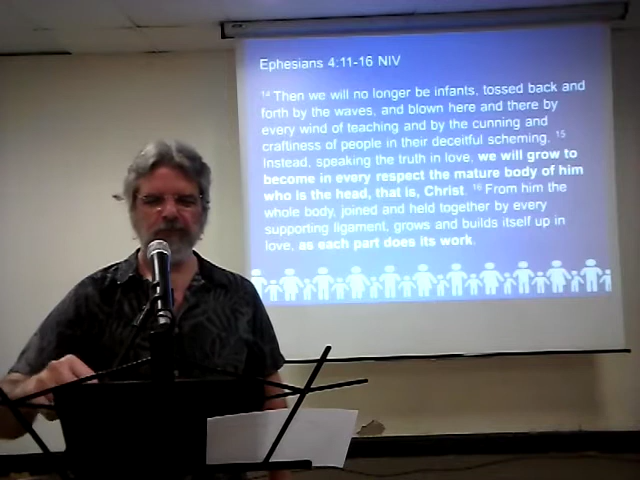 Ephesians 4:11-16 NIV
14 Then we will no longer be infants, tossed back and
forth by the waves, and blown here and there by
every wind of teaching and by the cunning and
craftiness of people in their deceitful scheming. 15
Instead, speaking the truth in love, we will grow to
become in every respect the mature body of him
who is the head, that is, Christ. 16 From him the
whole body, joined and held together by every
supporting ligament, grows and builds itself up in
love, as each part does its work.